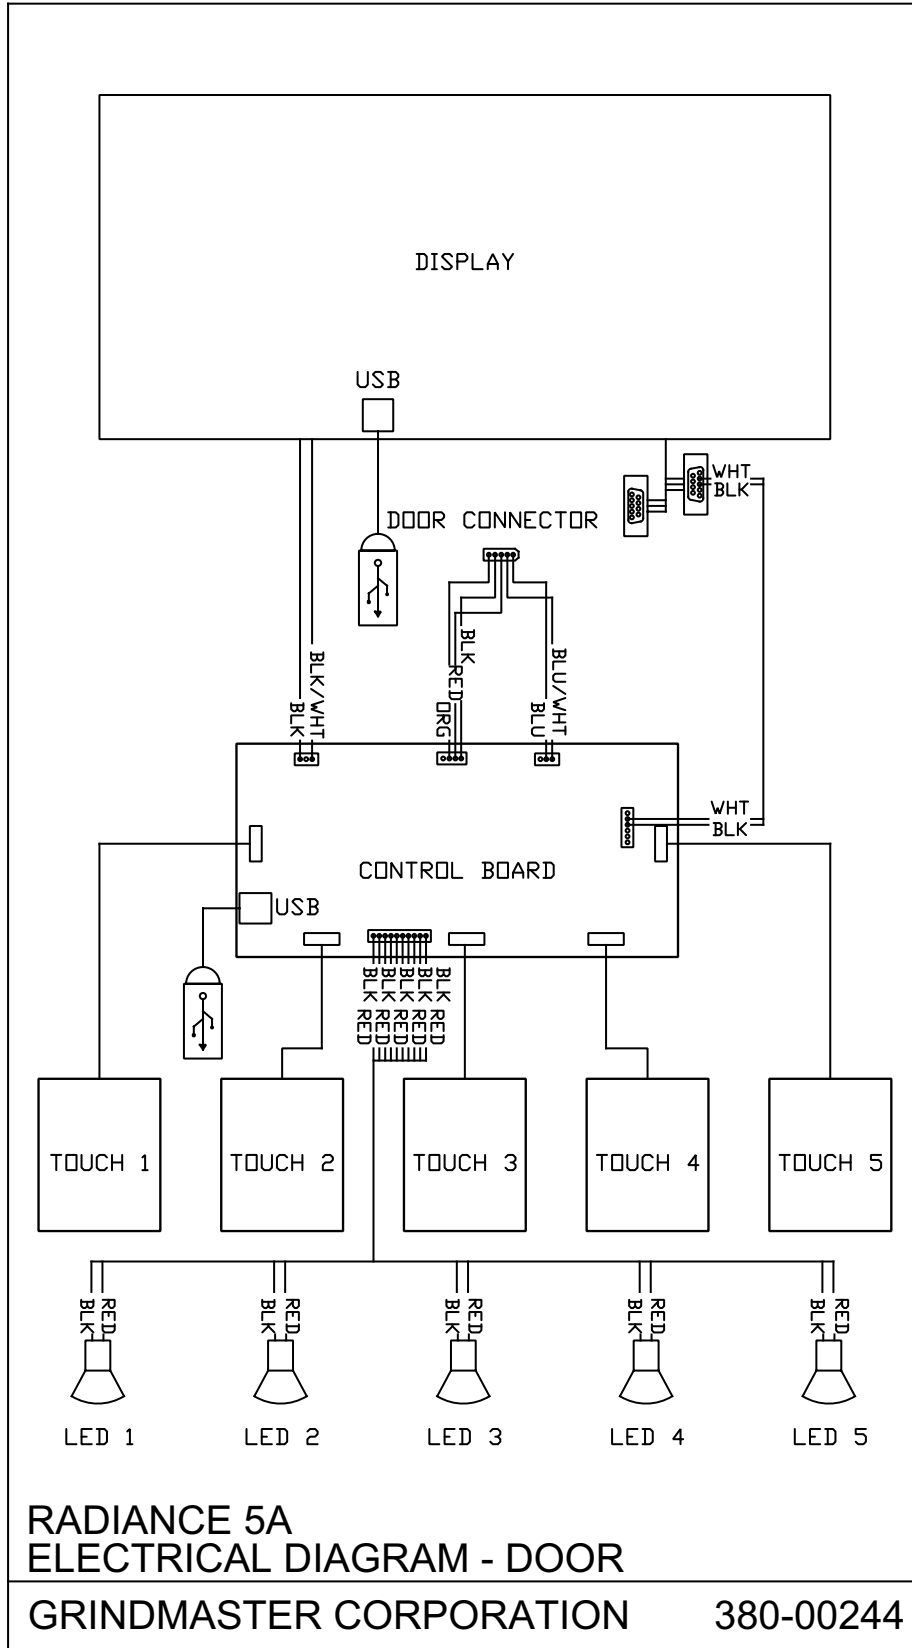 DISPLAY
USB
WHT
BLK
DOOR CONNECTOR
BLK
BLK/WHT
ORG
RED
BLK
BLU
BLU/WHT
WHT
BLK
CONTROL BOARD
USB
BLK BLK BLK BLK BLK
RED RED RED RED RED
TOUCH 1
TOUCH 2
TOUCH 3
TOUCH 4
TOUCH 5
BLK RED
BLK RED
BLK RED
BLK RED
BLK RED
LED 1
LED 2
LED 3
LED 4
LED 5
RADIANCE 5A
ELECTRICAL DIAGRAM - DOOR
GRINDMASTER CORPORATION 380-00244